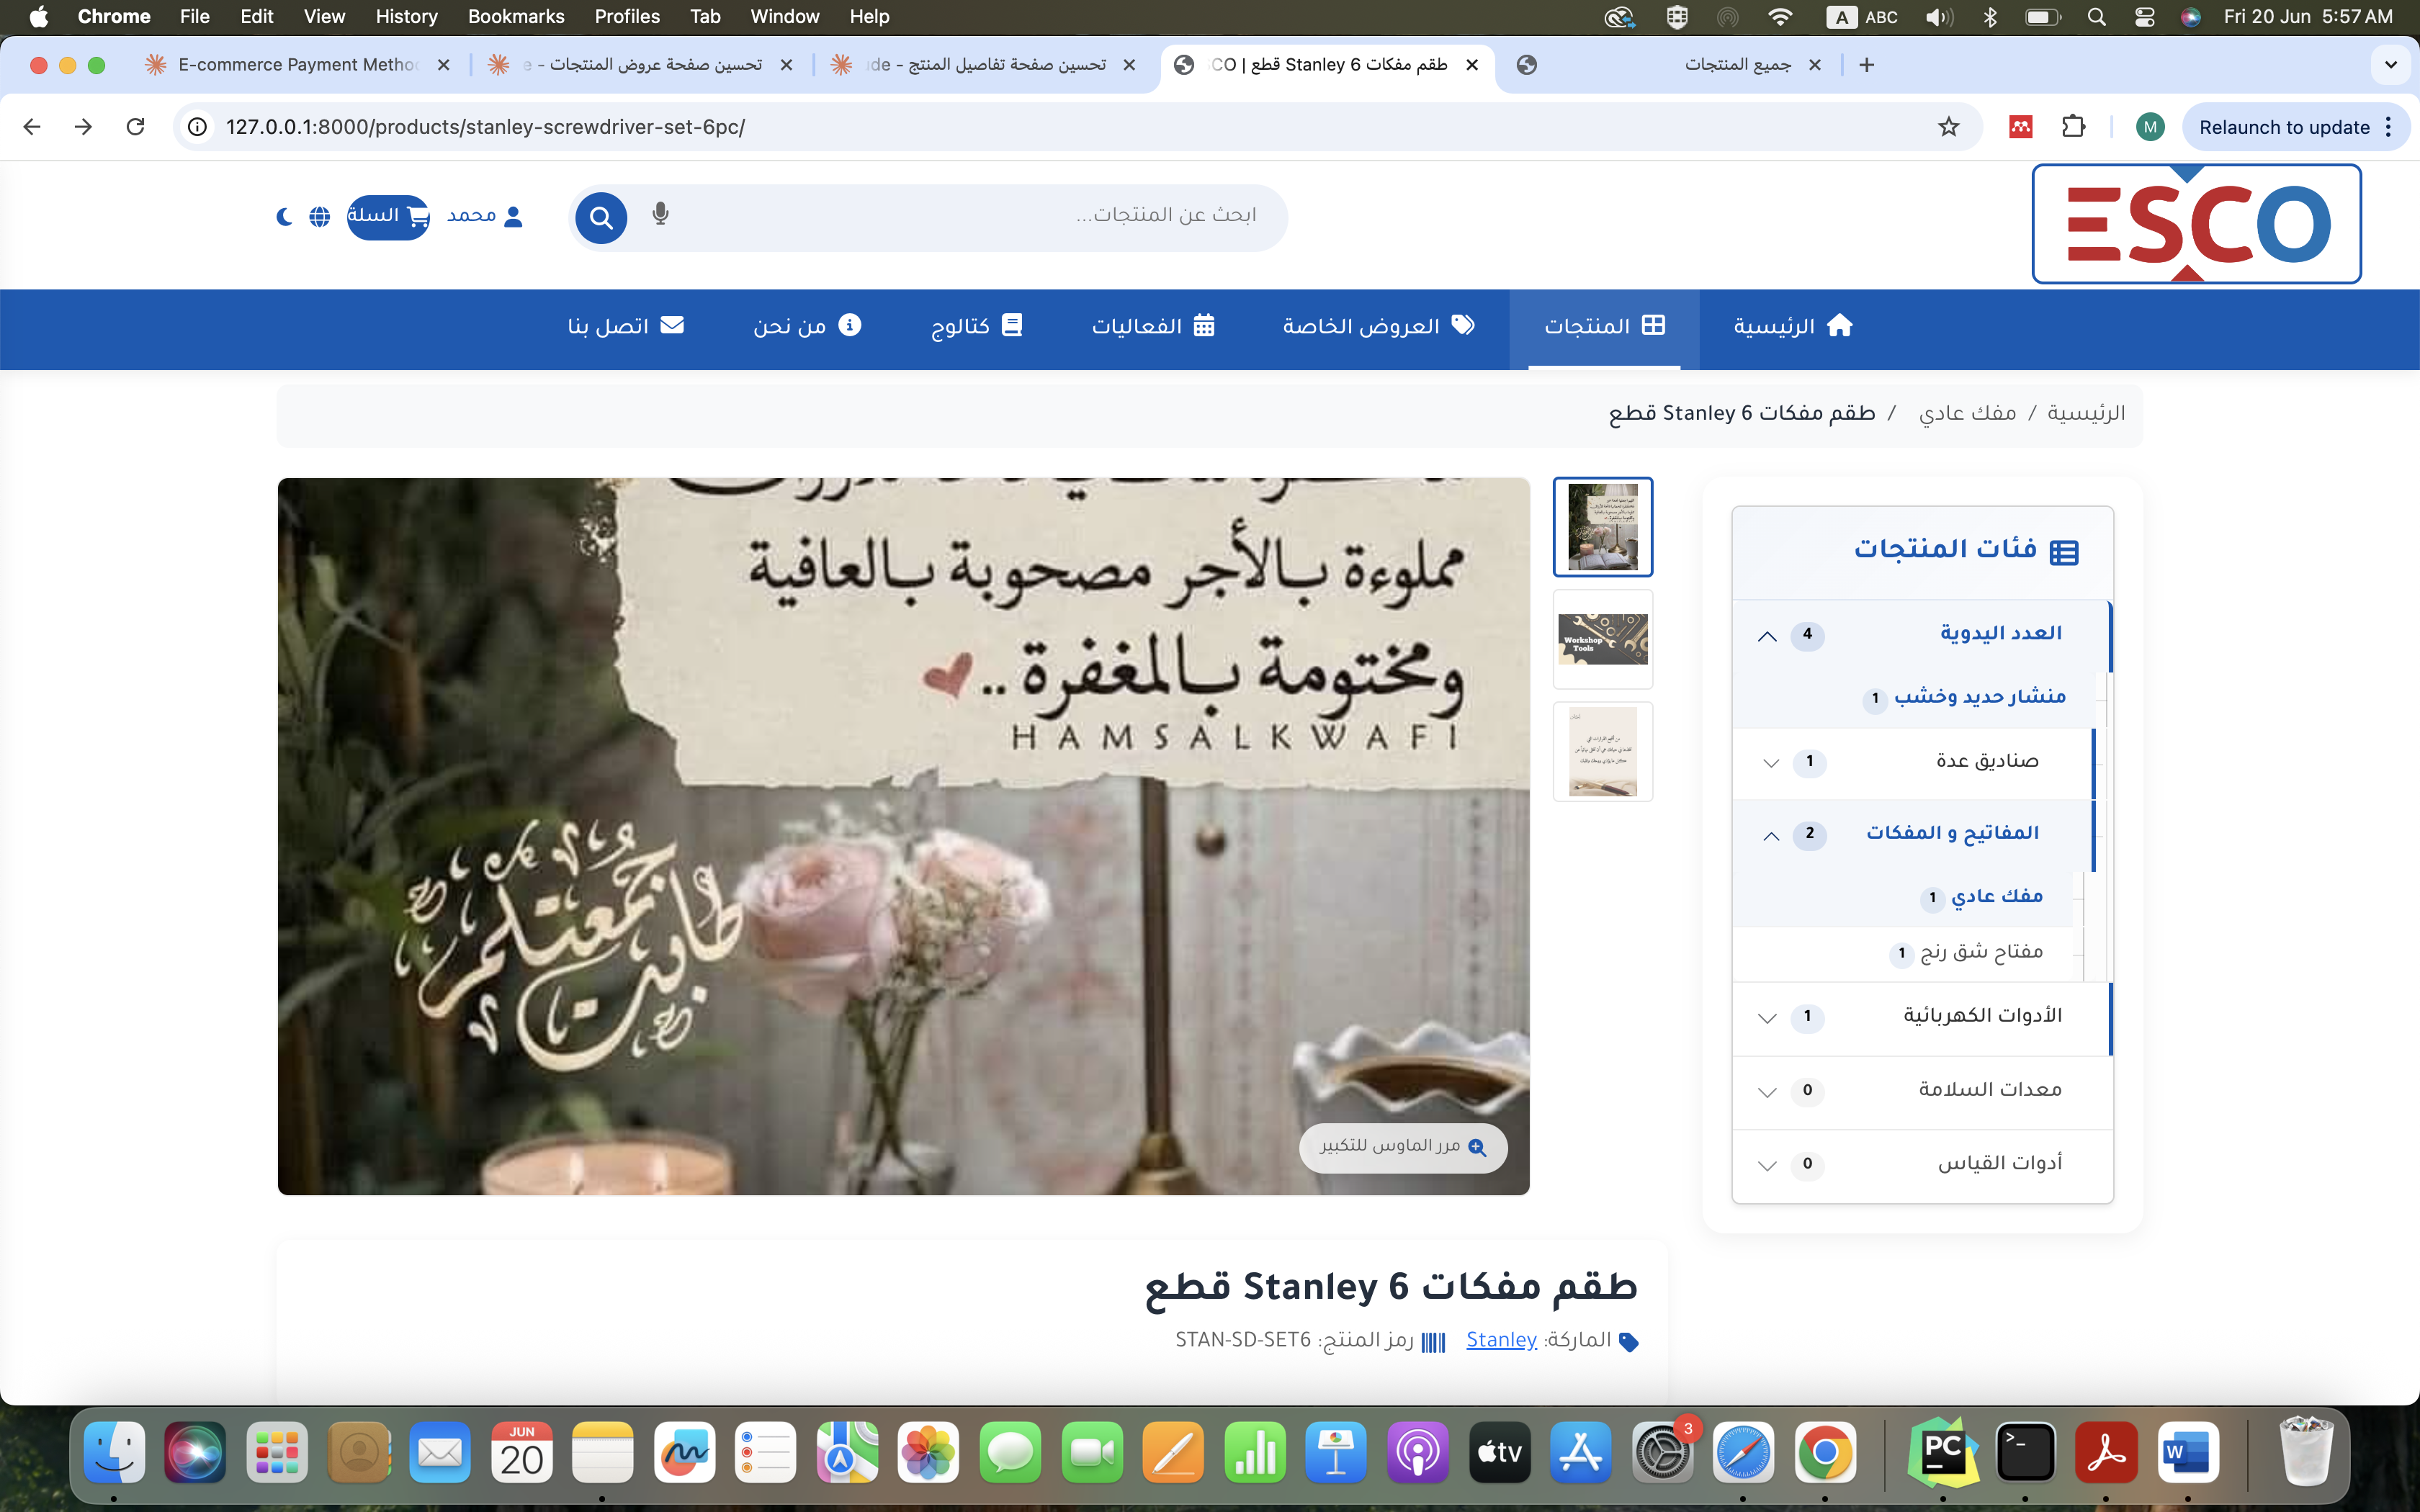 Chrome File Edit View History Bookmarks Profiles Tab Window Help
A ABC Fri 20 Jun 5:57 AM
E-commerce Payment Metho
تحسين صفحة عروض المنتجات - e
تحسين صفحة تفاصيل المنتج - de
طقم مفكات Stanley 6 قطع | CO
جميع المنتجات
127.0.0.1:8000/products/stanley-screwdriver-set-6pc/
M
Relaunch to update
ESCO
ابحث عن المنتجات...
محمد
السلة
الرئيسية
المنتجات
العروض الخاصة
الفعاليات
كتالوج
من نحن
اتصل بنا
الرئيسية / مفك عادي / طقم مفكات Stanley 6 قطع
فئات المنتجات
العدد اليدوية 4
منشار حديد وخشب 1
صناديق عدة 1
المفاتيح و المفكات 2
مفك عادي 1
مفتاح شق رنج 1
الأدوات الكهربائية 1
معدات السلامة 0
أدوات القياس 0
Workshop
Tools
مملوءة بالأجر مصحوبة بالعافية
ومختومة بالمغفرة ..
HAMSALKWAFI
طابت جمعتكم
مرر الماوس للتكبير
طقم مفكات Stanley 6 قطع
الماركة: Stanley رمز المنتج: STAN-SD-SET6
JUN
20
tv
3
PC
W